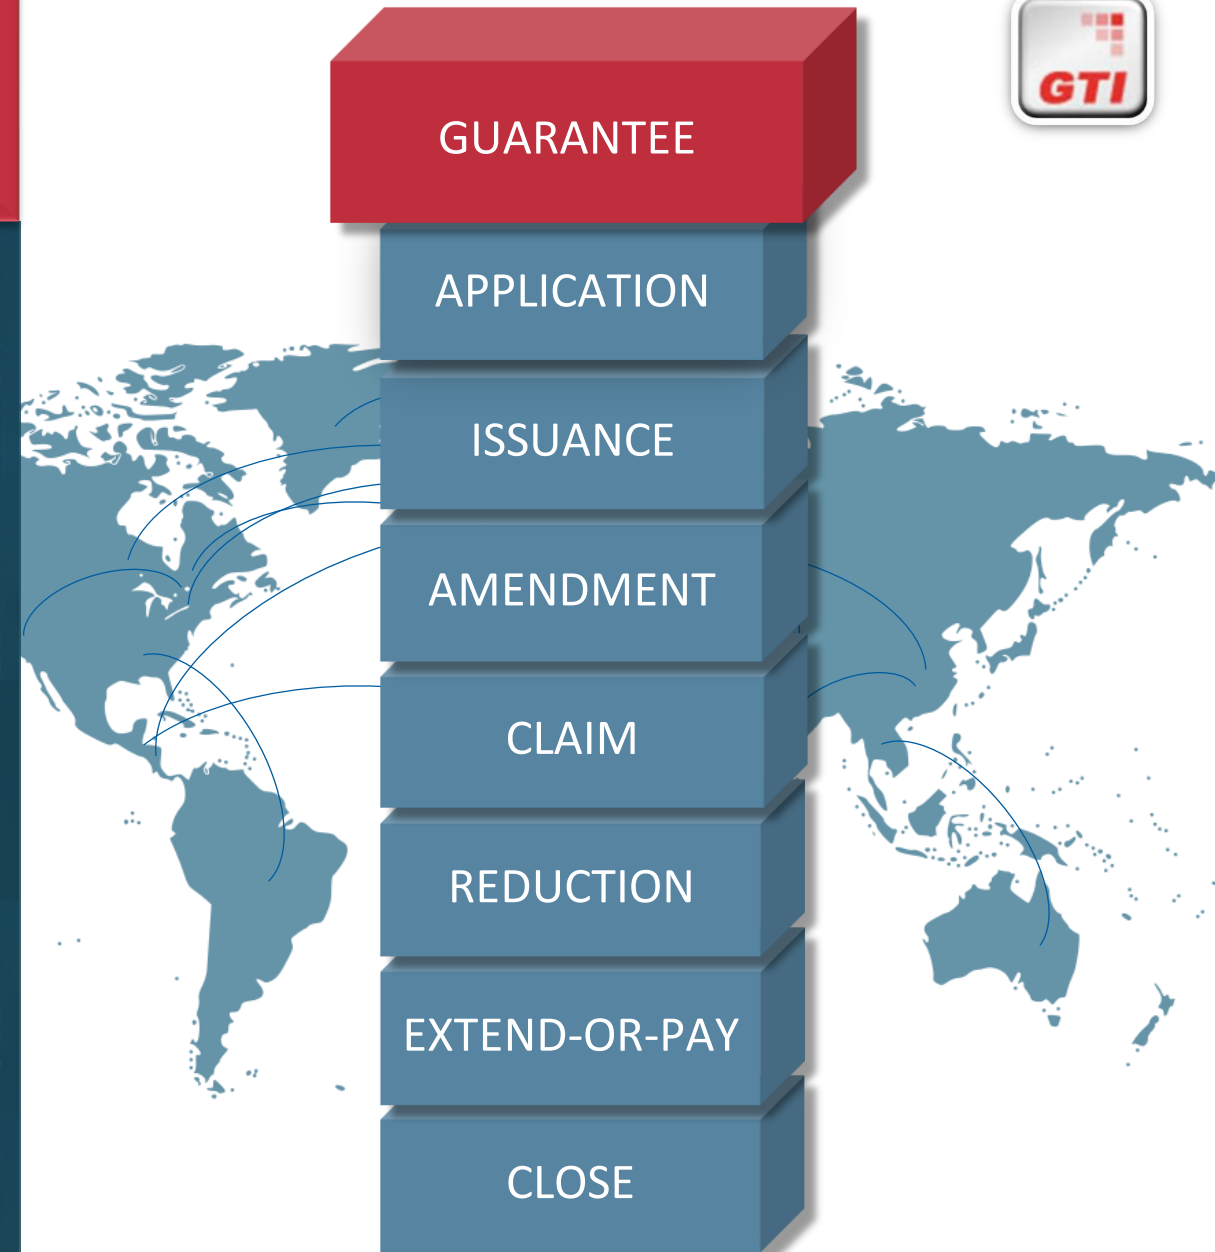 GTI
GUARANTEE
APPLICATION
ISSUANCE
AMENDMENT
CLAIM
REDUCTION
EXTEND-OR-PAY
CLOSE